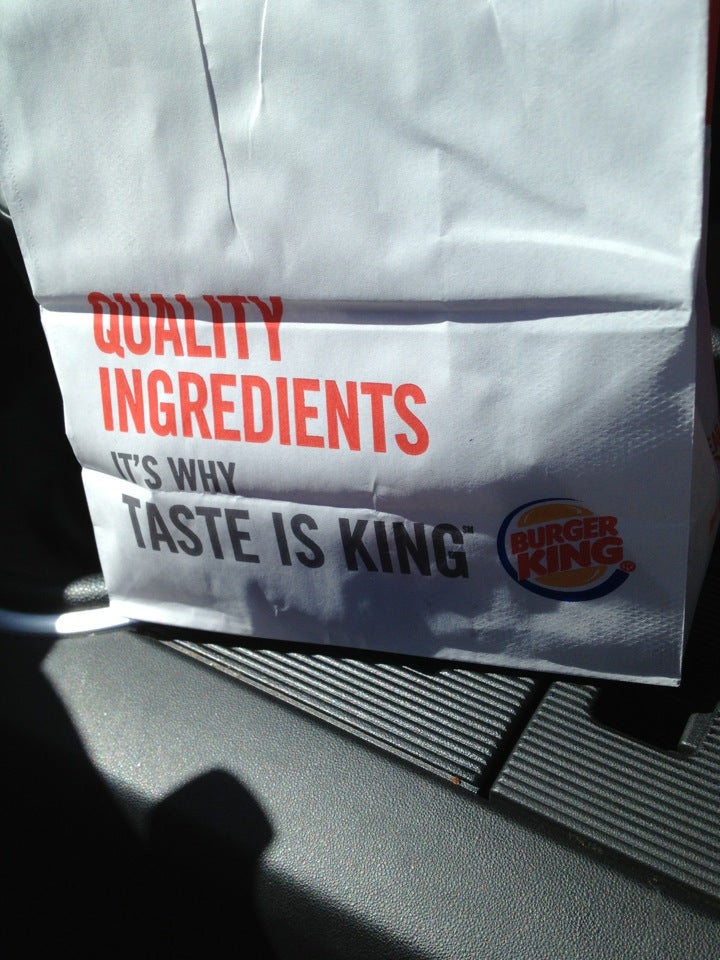 QUALITY
INGREDIENTS
IT'S WHY
TASTE IS KING℠
BURGER
KING®